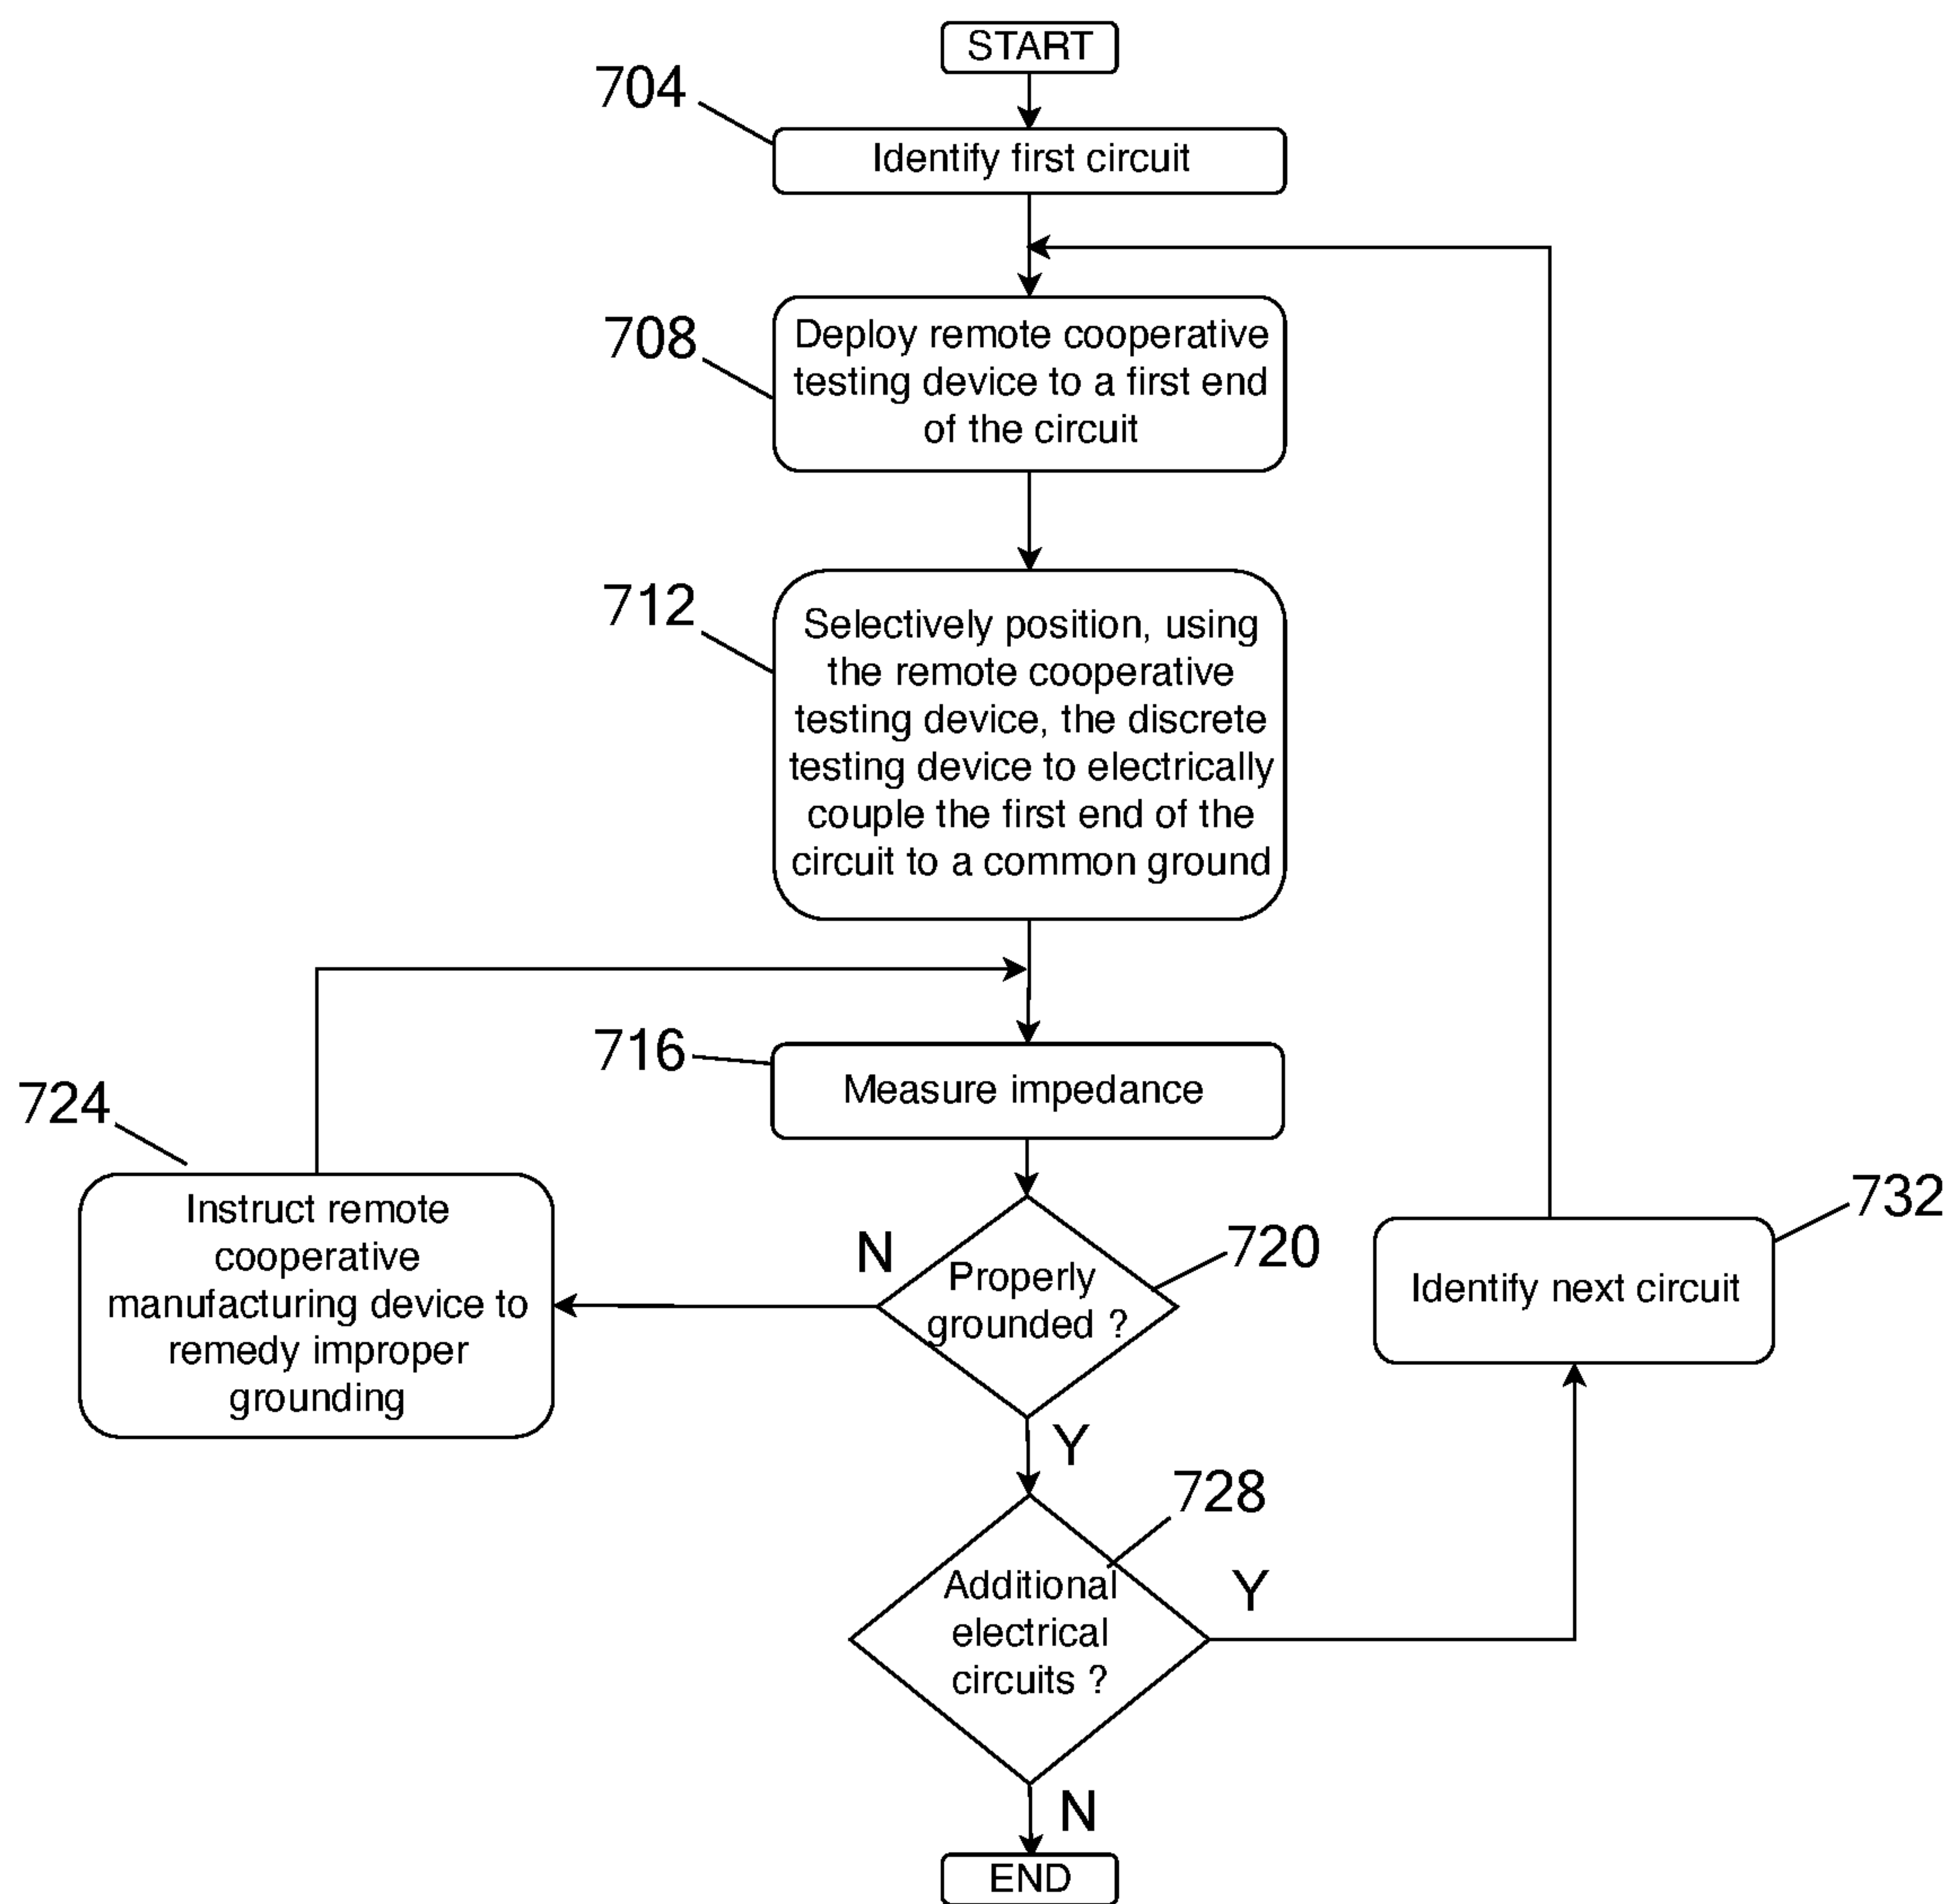 START
704
Identify first circuit
708
Deploy remote cooperative
testing device to a first end
of the circuit
712
Selectively position, using
the remote cooperative
testing device, the discrete
testing device to electrically
couple the first end of the
circuit to a common ground
716
Measure impedance
724
Instruct remote
cooperative
manufacturing device to
remedy improper
grounding
N
Properly
grounded ?
720
732
Identify next circuit
Y
728
Additional
electrical
circuits ?
Y
N
END